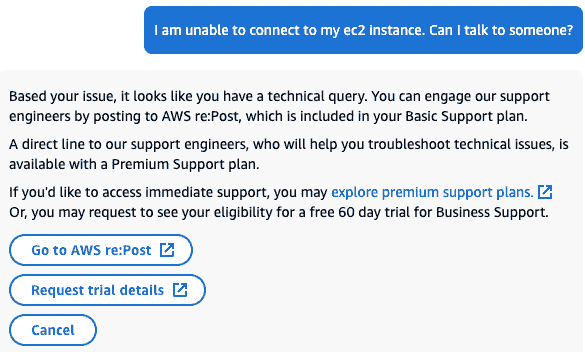 I am unable to connect to my ec2 instance. Can I talk to someone?
Based your issue, it looks like you have a technical query. You can engage our support
engineers by posting to AWS re:Post, which is included in your Basic Support plan.
A direct line to our support engineers, who will help you troubleshoot technical issues, is
available with a Premium Support plan.
If you'd like to access immediate support, you may explore premium support plans.
Or, you may request to see your eligibility for a free 60 day trial for Business Support.
Go to AWS re:Post
Request trial details
Cancel